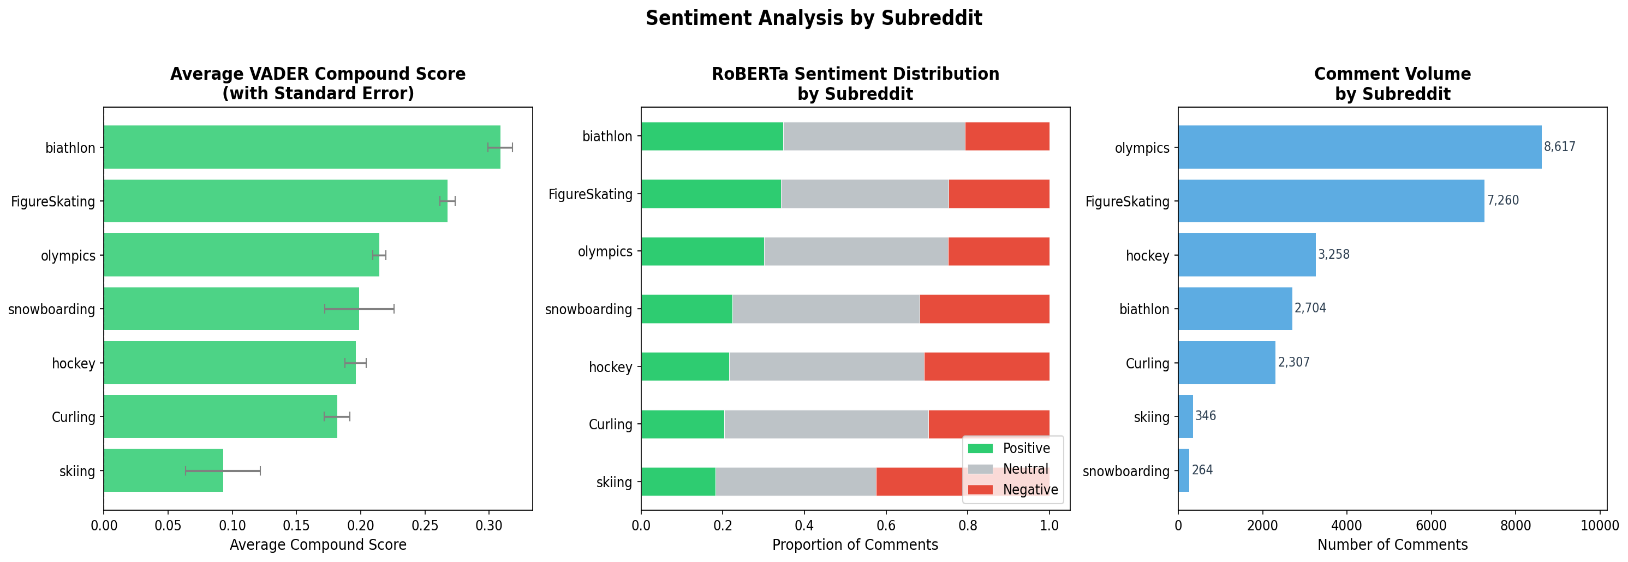 Sentiment Analysis by Subreddit
Average VADER Compound Score
(with Standard Error)
biathlon
FigureSkating
olympics
snowboarding
hockey
Curling
skiing
0.00 0.05 0.10 0.15 0.20 0.25 0.30
Average Compound Score
RoBERTa Sentiment Distribution
by Subreddit
biathlon
FigureSkating
olympics
snowboarding
hockey
Curling
skiing
Positive
Neutral
Negative
0.0 0.2 0.4 0.6 0.8 1.0
Proportion of Comments
Comment Volume
by Subreddit
olympics 8,617
FigureSkating 7,260
hockey 3,258
biathlon 2,704
Curling 2,307
skiing 346
snowboarding 264
0 2000 4000 6000 8000 10000
Number of Comments